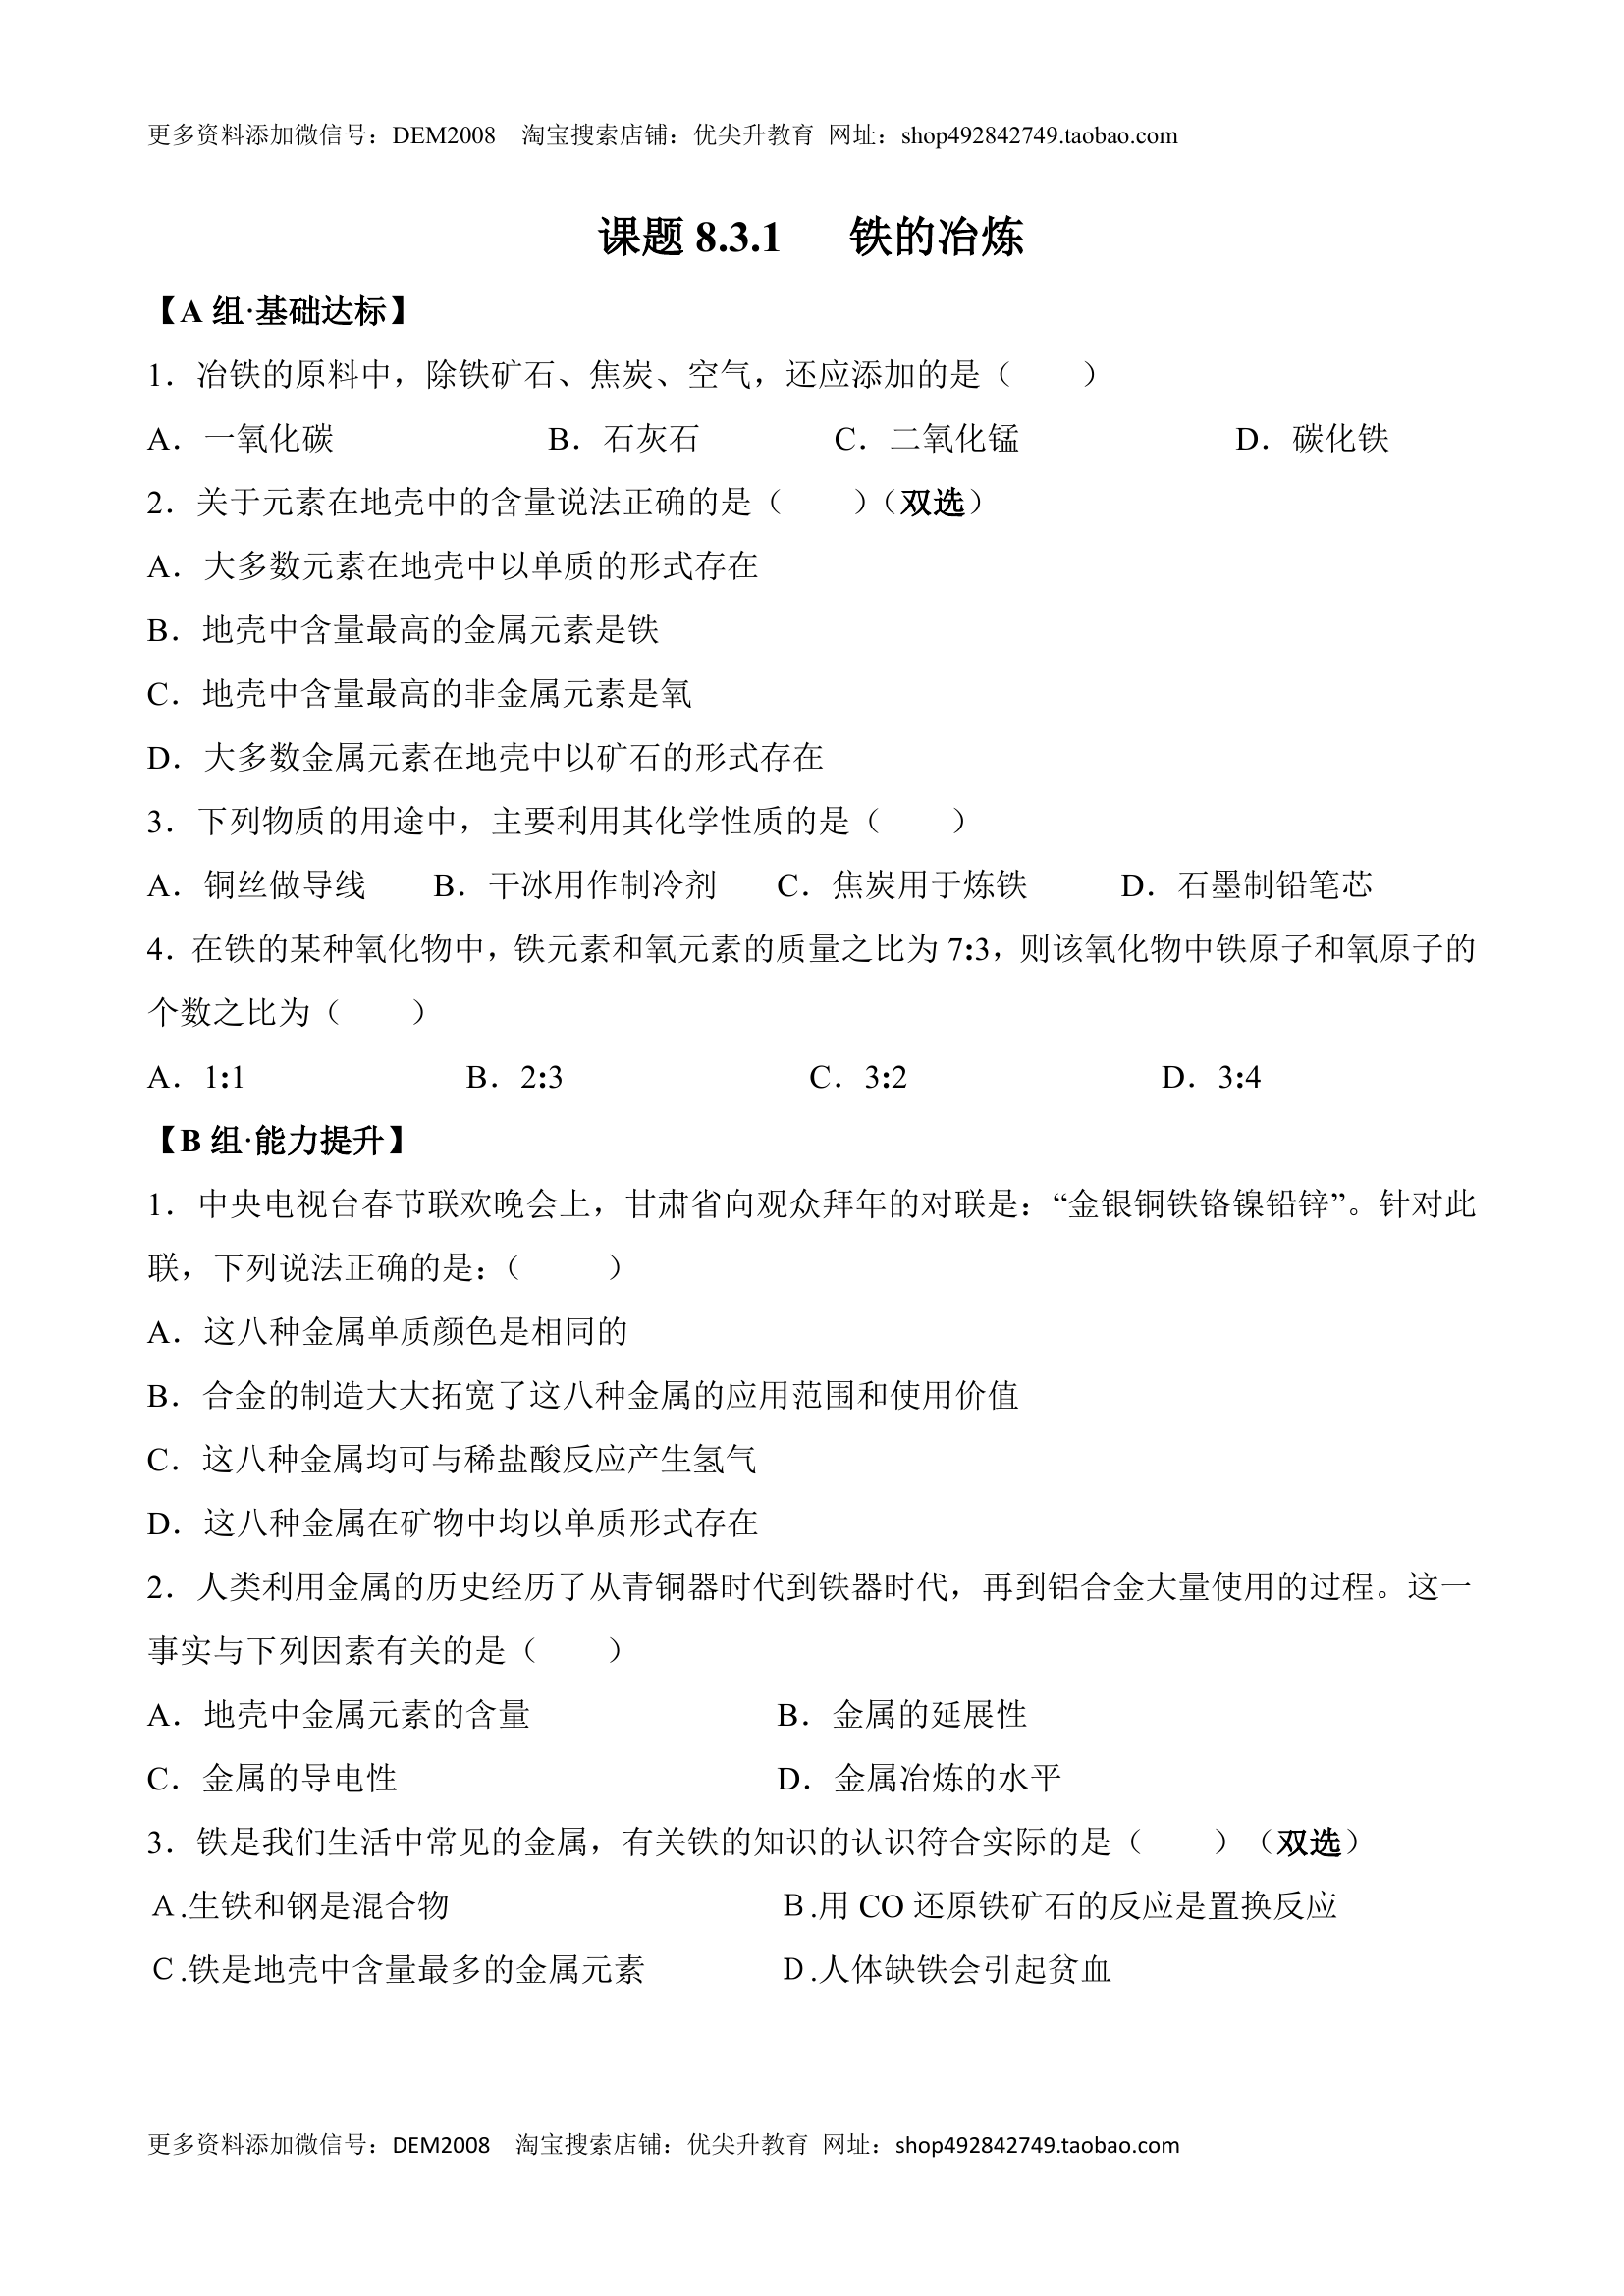 更多资料添加微信号：DEM2008 淘宝搜索店铺：优尖升教育 网址：shop492842749.taobao.com
课题 8.3.1 铁的冶炼
【A 组·基础达标】
1．冶铁的原料中，除铁矿石、焦炭、空气，还应添加的是（ ）
A．一氧化碳 B．石灰石 C．二氧化锰 D．碳化铁
2．关于元素在地壳中的含量说法正确的是（ ）（双选）
A．大多数元素在地壳中以单质的形式存在
B．地壳中含量最高的金属元素是铁
C．地壳中含量最高的非金属元素是氧
D．大多数金属元素在地壳中以矿石的形式存在
3．下列物质的用途中，主要利用其化学性质的是（ ）
A．铜丝做导线 B．干冰用作制冷剂 C．焦炭用于炼铁 D．石墨制铅笔芯
4．在铁的某种氧化物中，铁元素和氧元素的质量之比为 7:3，则该氧化物中铁原子和氧原子的
个数之比为（ ）
A．1:1 B．2:3 C．3:2 D．3:4
【B 组·能力提升】
1．中央电视台春节联欢晚会上，甘肃省向观众拜年的对联是：“金银铜铁铬镍铅锌”。针对此
联，下列说法正确的是：（ ）
A．这八种金属单质颜色是相同的
B．合金的制造大大拓宽了这八种金属的应用范围和使用价值
C．这八种金属均可与稀盐酸反应产生氢气
D．这八种金属在矿物中均以单质形式存在
2．人类利用金属的历史经历了从青铜器时代到铁器时代，再到铝合金大量使用的过程。这一
事实与下列因素有关的是（ ）
A．地壳中金属元素的含量 B．金属的延展性
C．金属的导电性 D．金属冶炼的水平
3．铁是我们生活中常见的金属，有关铁的知识的认识符合实际的是（ ）（双选）
Ａ.生铁和钢是混合物 Ｂ.用 CO 还原铁矿石的反应是置换反应
Ｃ.铁是地壳中含量最多的金属元素 Ｄ.人体缺铁会引起贫血
更多资料添加微信号：DEM2008 淘宝搜索店铺：优尖升教育 网址：shop492842749.taobao.com